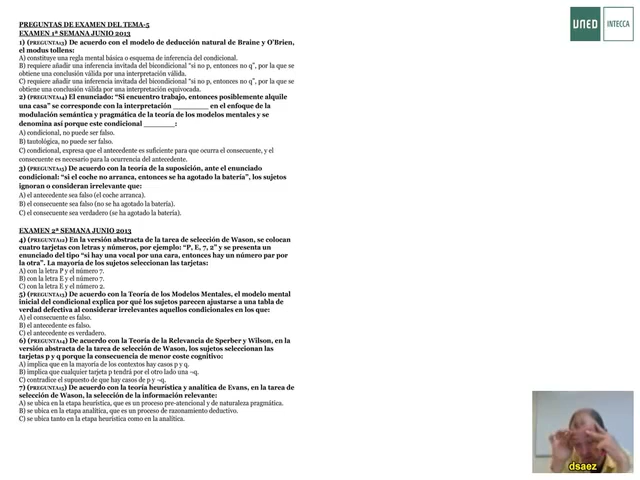 PREGUNTAS DE EXAMEN DEL TEMA-5
EXAMEN 1ª SEMANA JUNIO 2013
1) (PREGUNTA13) De acuerdo con el modelo de deducción natural de Braine y O'Brien,
el modus tollens:
A) constituye una regla mental básica o esquema de inferencia del condicional.
B) requiere añadir una inferencia invitada del bicondicional "si no p, entonces no q", por la que se
obtiene una conclusión válida por una interpretación válida.
C) requiere añadir una inferencia invitada del bicondicional "si no p, entonces no q", por la que se
obtiene una conclusión válida por una interpretación equivocada.
2) (PREGUNTA14) El enunciado: "Si encuentro trabajo, entonces posiblemente alquile
una casa" se corresponde con la interpretación ________ en el enfoque de la
modulación semántica y pragmática de la teoría de los modelos mentales y se
denomina así porque este condicional _______:
A) condicional, no puede ser falso.
B) tautológica, no puede ser falso.
C) condicional, expresa que el antecedente es suficiente para que ocurra el consecuente, y el
consecuente es necesario para la ocurrencia del antecedente.
3) (PREGUNTA15) De acuerdo con la teoría de la suposición, ante el enunciado
condicional: "si el coche no arranca, entonces se ha agotado la batería", los sujetos
ignoran o consideran irrelevante que:
A) el antecedente sea falso (el coche arranca).
B) el consecuente sea falso (no se ha agotado la batería).
C) el consecuente sea verdadero (se ha agotado la batería).
EXAMEN 2ª SEMANA JUNIO 2013
4) (PREGUNTA12) En la versión abstracta de la tarea de selección de Wason, se colocan
cuatro tarjetas con letras y números, por ejemplo: "P, E, 7, 2" y se presenta un
enunciado del tipo "si hay una vocal por una cara, entonces hay un número par por
la otra". La mayoría de los sujetos seleccionan las tarjetas:
A) con la letra P y el número 7.
B) con la letra E y el número 7.
C) con la letra E y el número 2.
5) (PREGUNTA13) De acuerdo con la Teoría de los Modelos Mentales, el modelo mental
inicial del condicional explica por qué los sujetos parecen ajustarse a una tabla de
verdad defectiva al considerar irrelevantes aquellos condicionales en los que:
A) el consecuente es falso.
B) el antecedente es falso.
C) el antecedente es verdadero.
6) (PREGUNTA14) De acuerdo con la Teoría de la Relevancia de Sperber y Wilson, en la
versión abstracta de la tarea de selección de Wason, los sujetos seleccionan las
tarjetas p y q porque la consecuencia de menor coste cognitivo:
A) implica que en la mayoría de los contextos hay casos p y q.
B) implica que cualquier tarjeta p tendrá por el otro lado una ¬q.
C) contradice el supuesto de que hay casos de p y ¬q.
7) (PREGUNTA15) De acuerdo con la teoría heurística y analítica de Evans, en la tarea de
selección de Wason, la selección de la información relevante:
A) se ubica en la etapa heurística, que es un proceso pre-atencional y de naturaleza pragmática.
B) se ubica en la etapa analítica, que es un proceso de razonamiento deductivo.
C) se ubica tanto en la etapa heurística como en la analítica.
UNED
INTECCA
dsaez